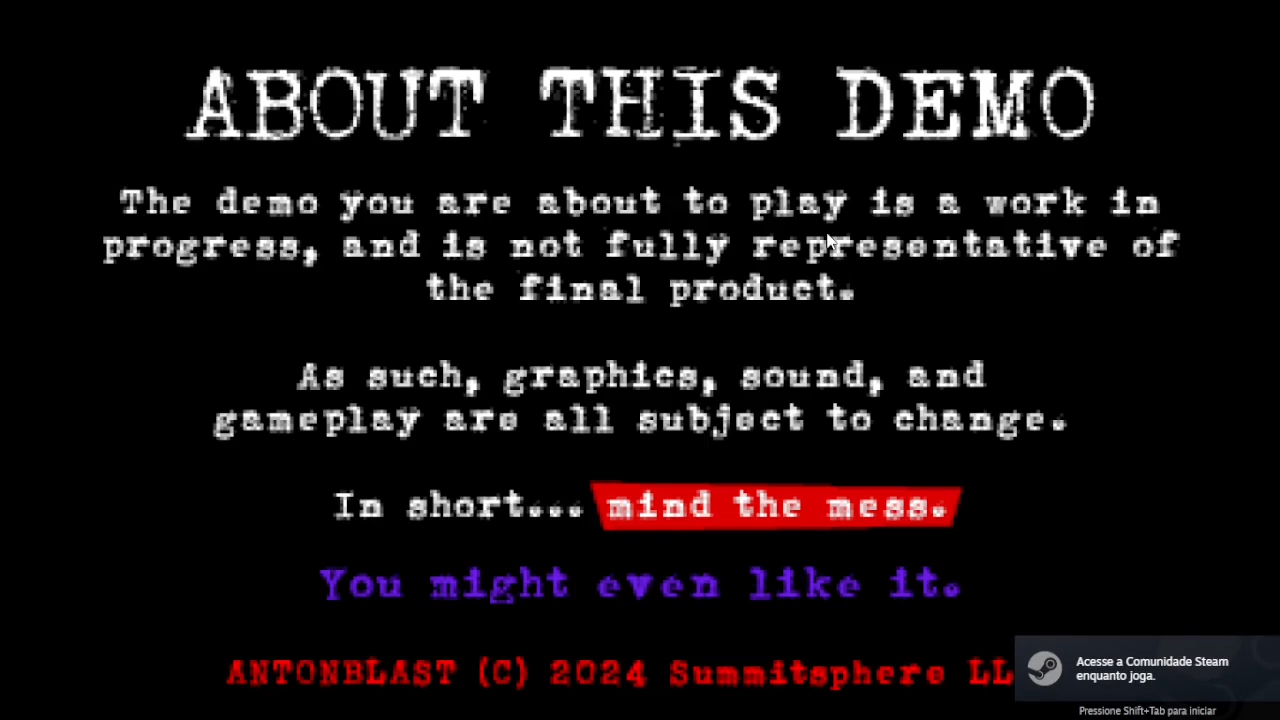 ABOUT THIS DEMO
The demo you are about to play is a work in
progress, and is not fully representative of
the final product.
As such, graphics, sound, and
gameplay are all subject to change.
In short... mind the mess.
You might even like it.
ANTONBLAST (C) 2024 Summitsphere LL
Acesse a Comunidade Steam
enquanto joga.
Pressione Shift+Tab para iniciar